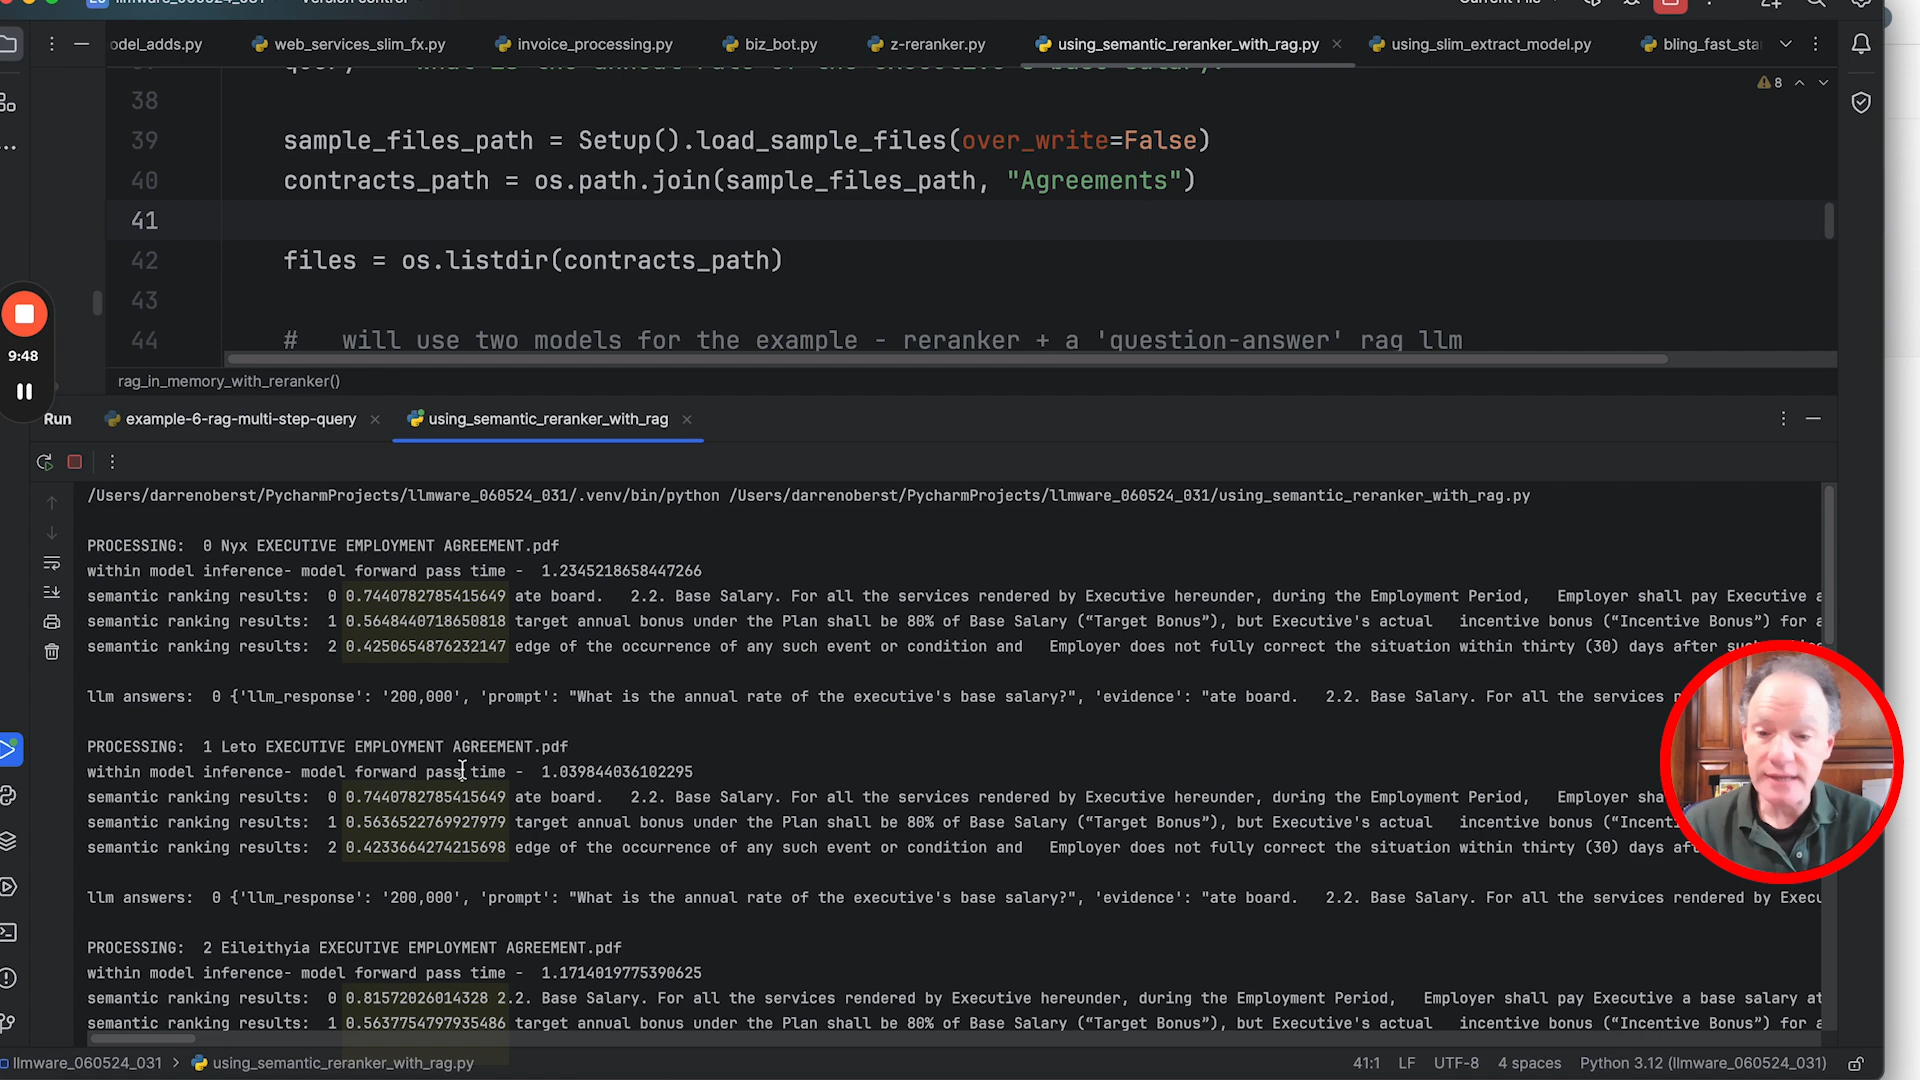 llmware_060524_031
Version control
Current File
odel_adds.py
web_services_slim_fx.py
invoice_processing.py
biz_bot.py
z-reranker.py
using_semantic_reranker_with_rag.py
using_slim_extract_model.py
bling_fast_sta
8
38
39 sample_files_path = Setup().load_sample_files(over_write=False)
40 contracts_path = os.path.join(sample_files_path, "Agreements")
41
42 files = os.listdir(contracts_path)
43
44 # will use two models for the example - reranker + a 'question-answer' rag llm
9:48
rag_in_memory_with_reranker()
Run
example-6-rag-multi-step-query
using_semantic_reranker_with_rag
/Users/darrenoberst/PycharmProjects/llmware_060524_031/.venv/bin/python /Users/darrenoberst/PycharmProjects/llmware_060524_031/using_semantic_reranker_with_rag.py
PROCESSING:  0 Nyx EXECUTIVE EMPLOYMENT AGREEMENT.pdf
within model inference- model forward pass time -  1.2345218658447266
semantic ranking results:  0 0.7440782785415649 ate board.   2.2. Base Salary. For all the services rendered by Executive hereunder, during the Employment Period,   Employer shall pay Executive a
semantic ranking results:  1 0.5648440718650818 target annual bonus under the Plan shall be 80% of Base Salary (“Target Bonus”), but Executive's actual   incentive bonus (“Incentive Bonus”) for a
semantic ranking results:  2 0.4250654876232147 edge of the occurrence of any such event or condition and   Employer does not fully correct the situation within thirty (30) days after
llm answers:  0 {'llm_response': '200,000', 'prompt': "What is the annual rate of the executive's base salary?", 'evidence': "ate board.   2.2. Base Salary. For all the services
PROCESSING:  1 Leto EXECUTIVE EMPLOYMENT AGREEMENT.pdf
within model inference- model forward pass time -  1.039844036102295
semantic ranking results:  0 0.7440782785415649 ate board.   2.2. Base Salary. For all the services rendered by Executive hereunder, during the Employment Period,   Employer sha
semantic ranking results:  1 0.5636522769927979 target annual bonus under the Plan shall be 80% of Base Salary (“Target Bonus”), but Executive's actual   incentive bonus (“Incent
semantic ranking results:  2 0.4233664274215698 edge of the occurrence of any such event or condition and   Employer does not fully correct the situation within thirty (30) days
llm answers:  0 {'llm_response': '200,000', 'prompt': "What is the annual rate of the executive's base salary?", 'evidence': "ate board.   2.2. Base Salary. For all the services rendered by Execu
PROCESSING:  2 Eileithyia EXECUTIVE EMPLOYMENT AGREEMENT.pdf
within model inference- model forward pass time -  1.1714019775390625
semantic ranking results:  0 0.81572026014328 2.2. Base Salary. For all the services rendered by Executive hereunder, during the Employment Period,   Employer shall pay Executive a base salary at
semantic ranking results:  1 0.5637754797935486 target annual bonus under the Plan shall be 80% of Base Salary (“Target Bonus”), but Executive's actual   incentive bonus (“Incentive Bonus”) for a
llmware_060524_031 > using_semantic_reranker_with_rag.py
41:1 LF UTF-8 4 spaces Python 3.12 (llmware_060524_031)